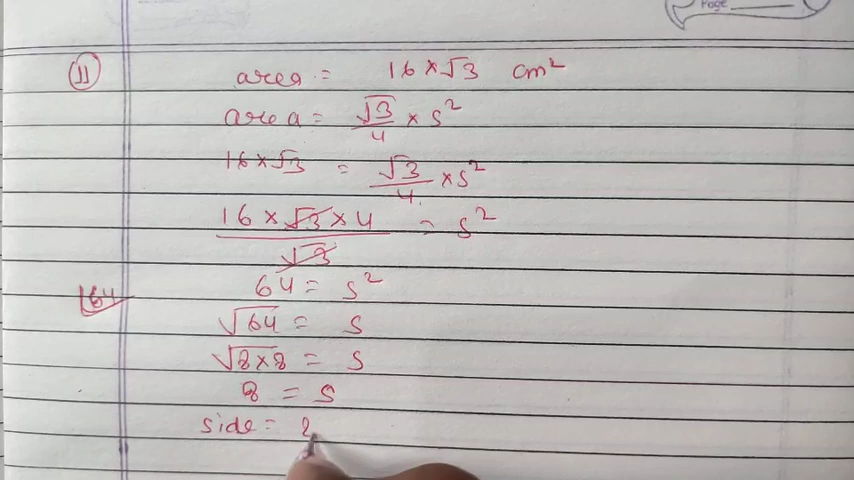 Page
11 area = 16 × √3 cm²
area = √3/4 × s²
16 × √3 = √3/4 × s²
16 × √3 × 4/√3 = s²
64 = s²
64
√64 = s
√8×8 = s
8 = s
side = 8